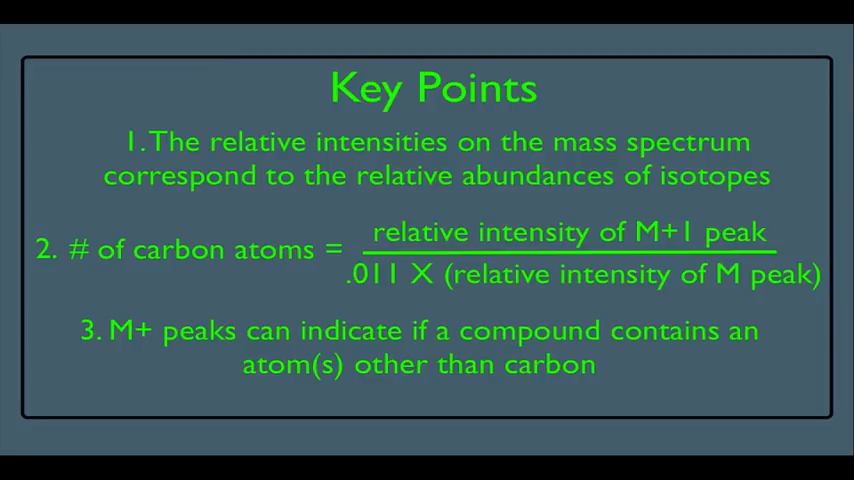 Key Points
1. The relative intensities on the mass spectrum
correspond to the relative abundances of isotopes
2. # of carbon atoms = relative intensity of M+1 peak
.011 X (relative intensity of M peak)
3. M+ peaks can indicate if a compound contains an
atom(s) other than carbon